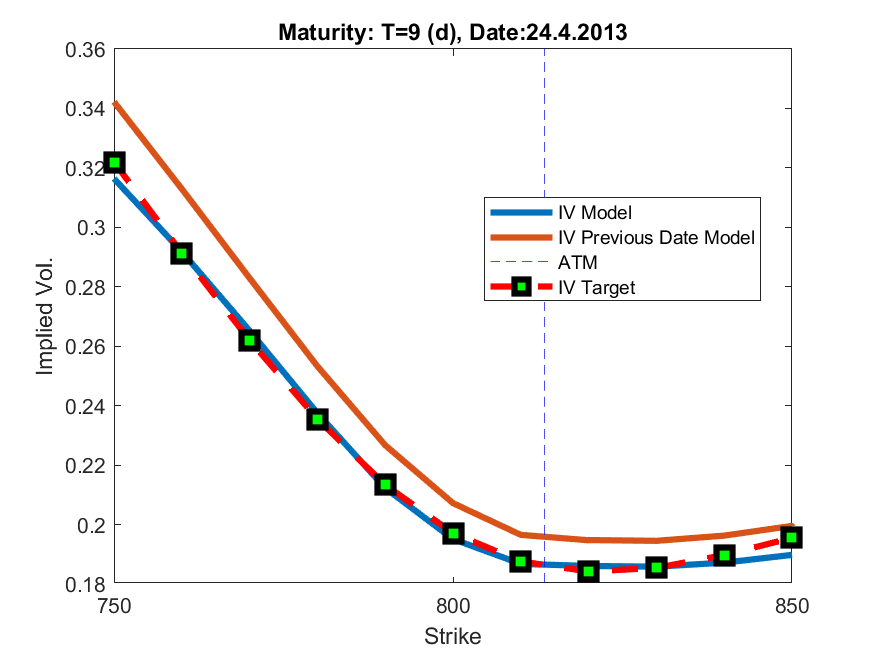 Maturity: T=9 (d), Date:24.4.2013
0.36
0.34
0.32
0.3
0.28
0.26
0.24
0.22
0.2
0.18
Implied Vol.
IV Model
IV Previous Date Model
ATM
IV Target
750
800
850
Strike